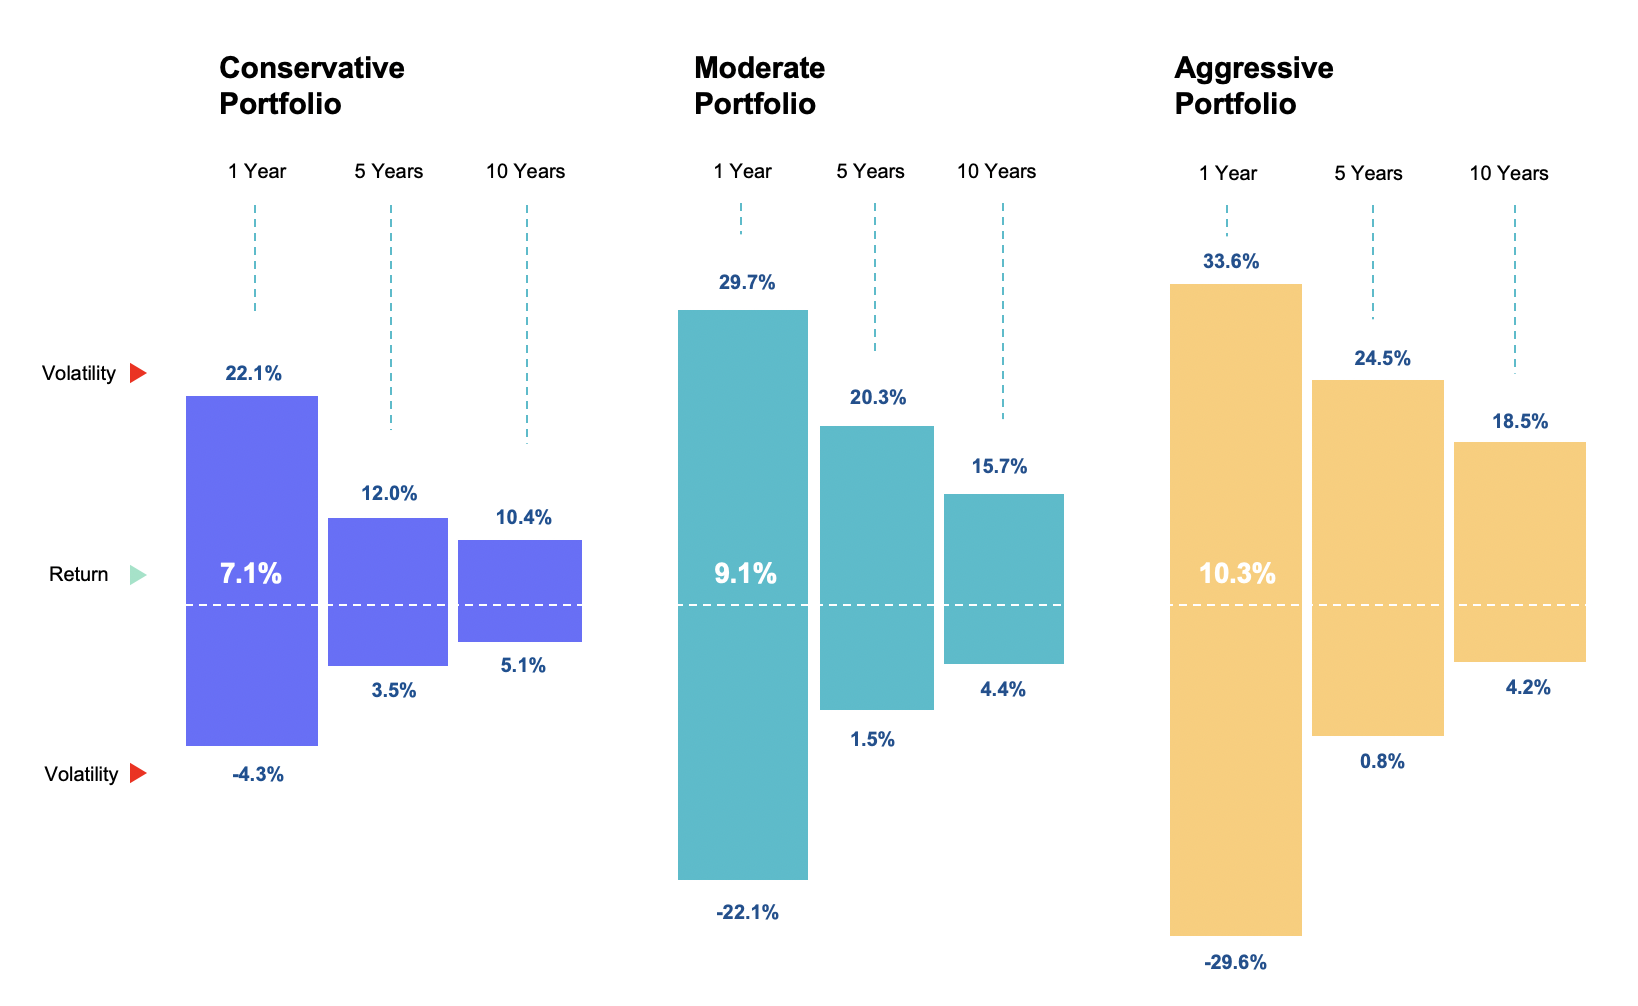 Conservative
Portfolio
Moderate
Portfolio
Aggressive
Portfolio
1 Year
5 Years
10 Years
1 Year
5 Years
10 Years
1 Year
5 Years
10 Years
Volatility
22.1%
12.0%
10.4%
29.7%
20.3%
15.7%
33.6%
24.5%
18.5%
Return
7.1%
9.1%
10.3%
Volatility
-4.3%
3.5%
5.1%
-22.1%
1.5%
4.4%
-29.6%
0.8%
4.2%